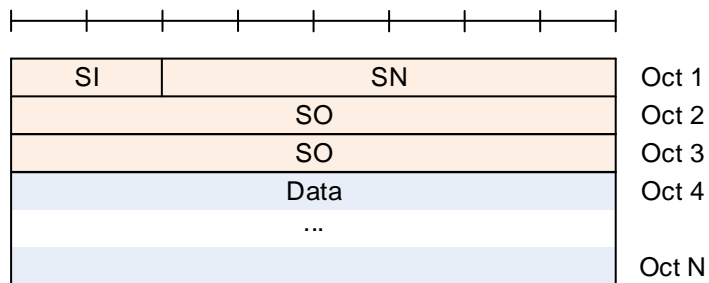 SI SN Oct 1
SO Oct 2
SO Oct 3
Data Oct 4
...
Oct N